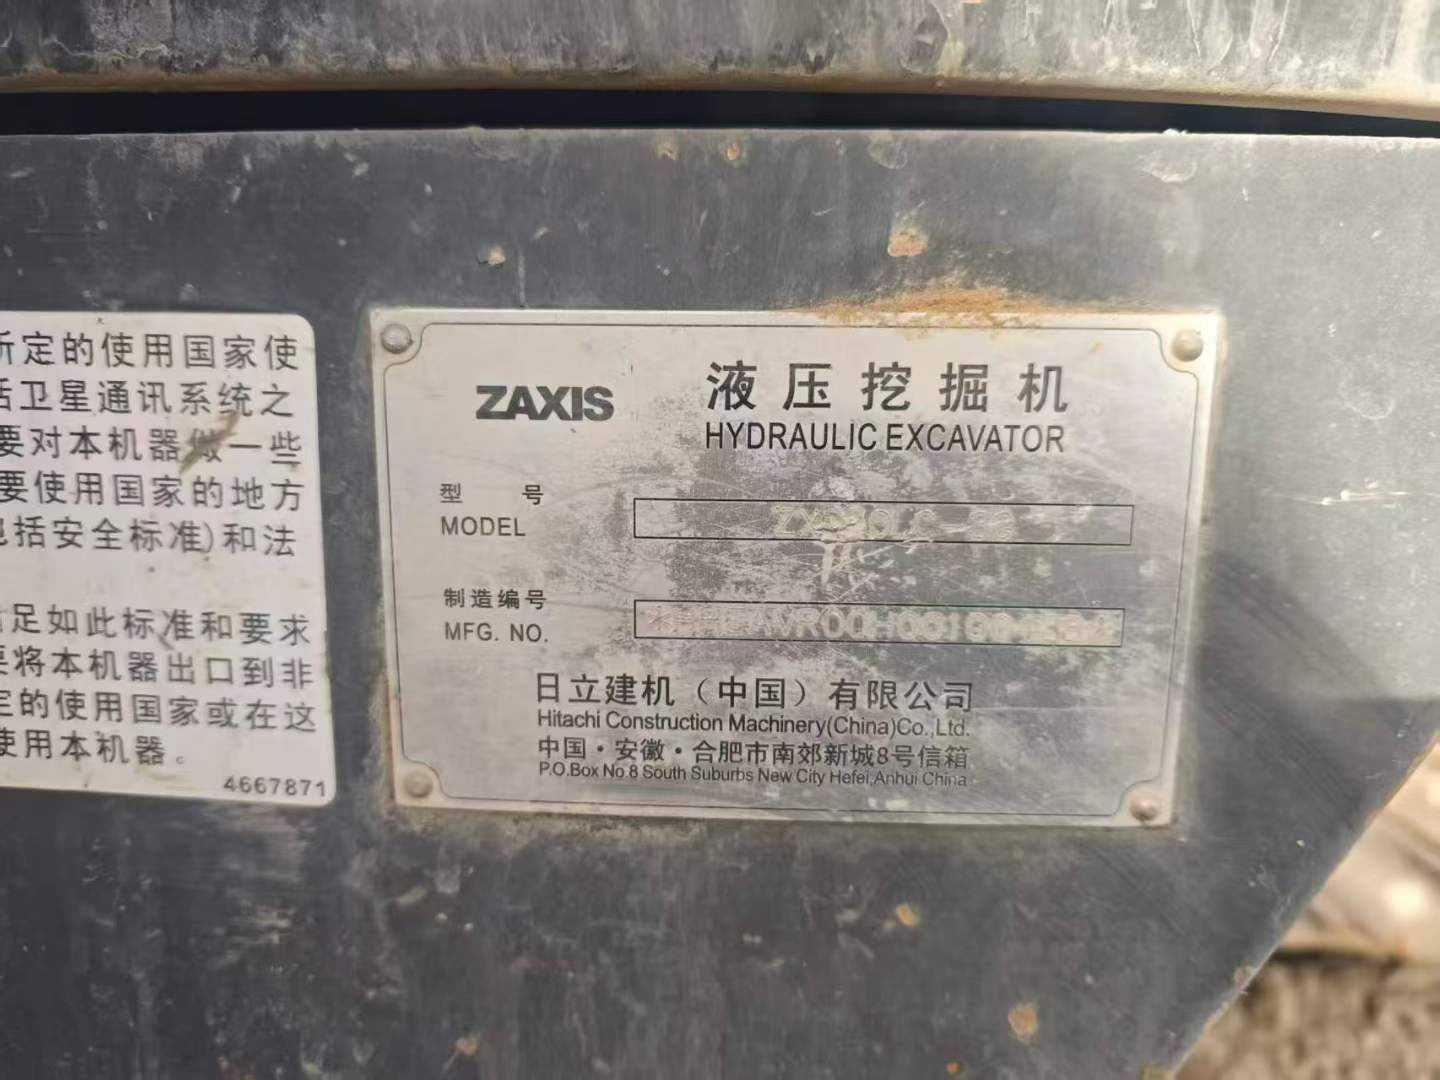 所定的使用国家使
括卫星通讯系统之
要对本机器做一些
要使用国家的地方
包括安全标准)和法
满足如此标准和要求
要将本机器出口到非
定的使用国家或在这
使用本机器。
4667871
ZAXIS
液压挖掘机
HYDRAULIC EXCAVATOR
型 号
MODEL
制造编号
MFG. NO.
日立建机（中国）有限公司
Hitachi Construction Machinery(China)Co.,Ltd.
中国·安徽·合肥市南郊新城8号信箱
P.O.Box No.8 South Suburbs New City Hefei,Anhui China